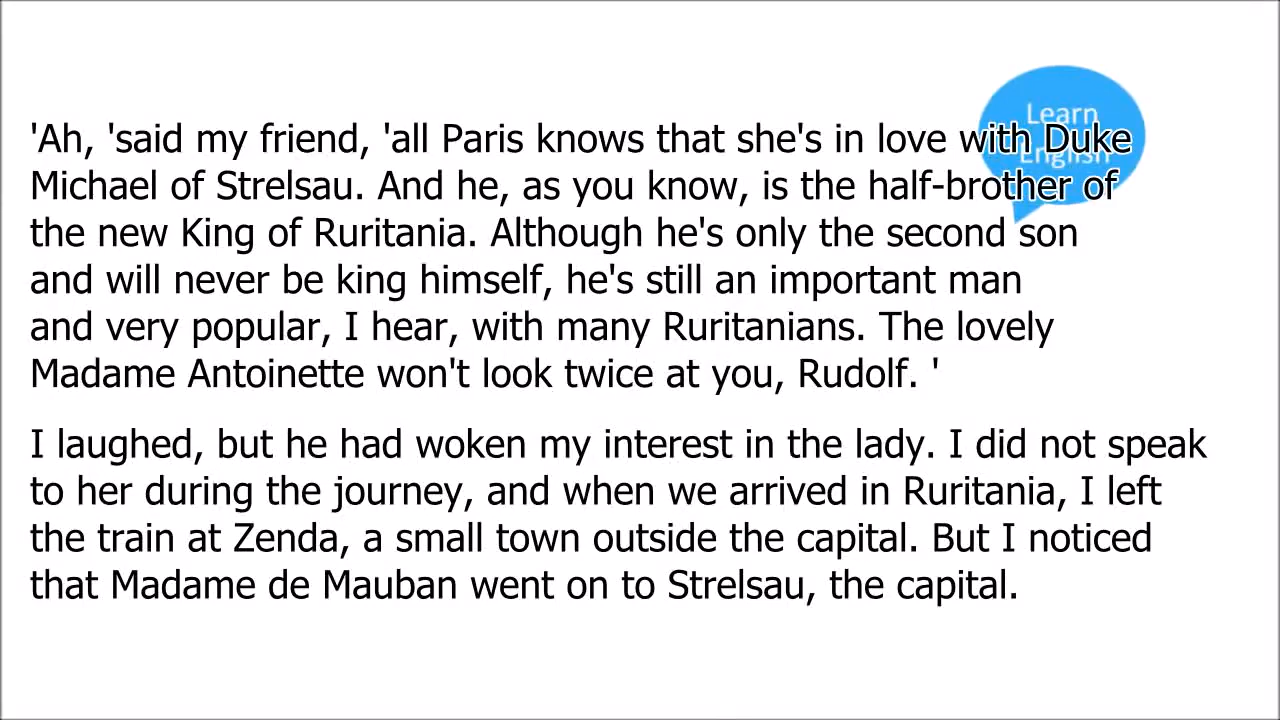 Learn
English
'Ah, 'said my friend, 'all Paris knows that she's in love with Duke
Michael of Strelsau. And he, as you know, is the half-brother of
the new King of Ruritania. Although he's only the second son
and will never be king himself, he's still an important man
and very popular, I hear, with many Ruritanians. The lovely
Madame Antoinette won't look twice at you, Rudolf. '
I laughed, but he had woken my interest in the lady. I did not speak
to her during the journey, and when we arrived in Ruritania, I left
the train at Zenda, a small town outside the capital. But I noticed
that Madame de Mauban went on to Strelsau, the capital.